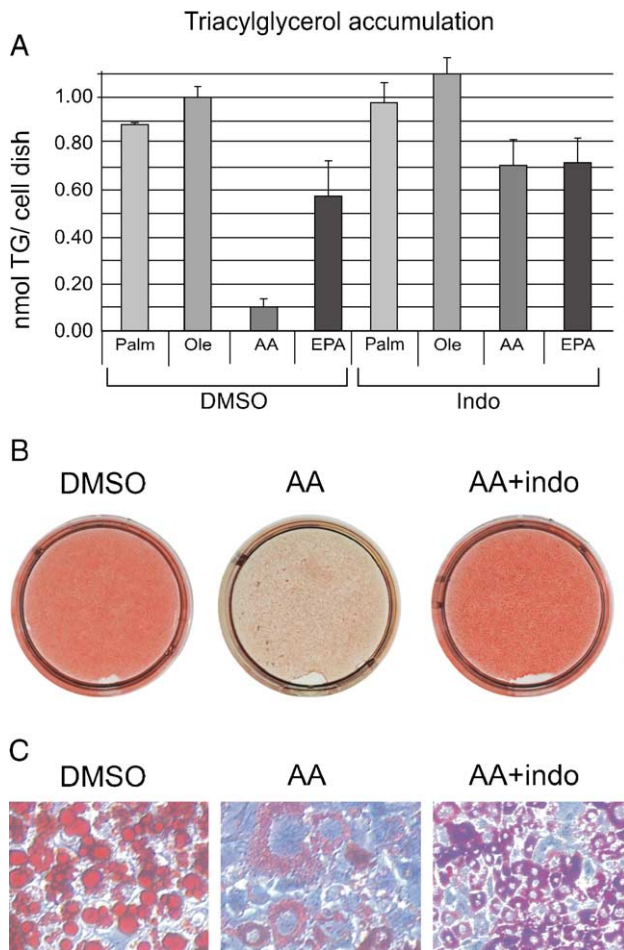 Triacylglycerol accumulation
A
nmol TG/ cell dish
1.00
0.80
0.60
0.40
0.20
0.00
Palm Ole AA EPA Palm Ole AA EPA
DMSO Indo
B
DMSO AA AA+indo
C
DMSO AA AA+indo